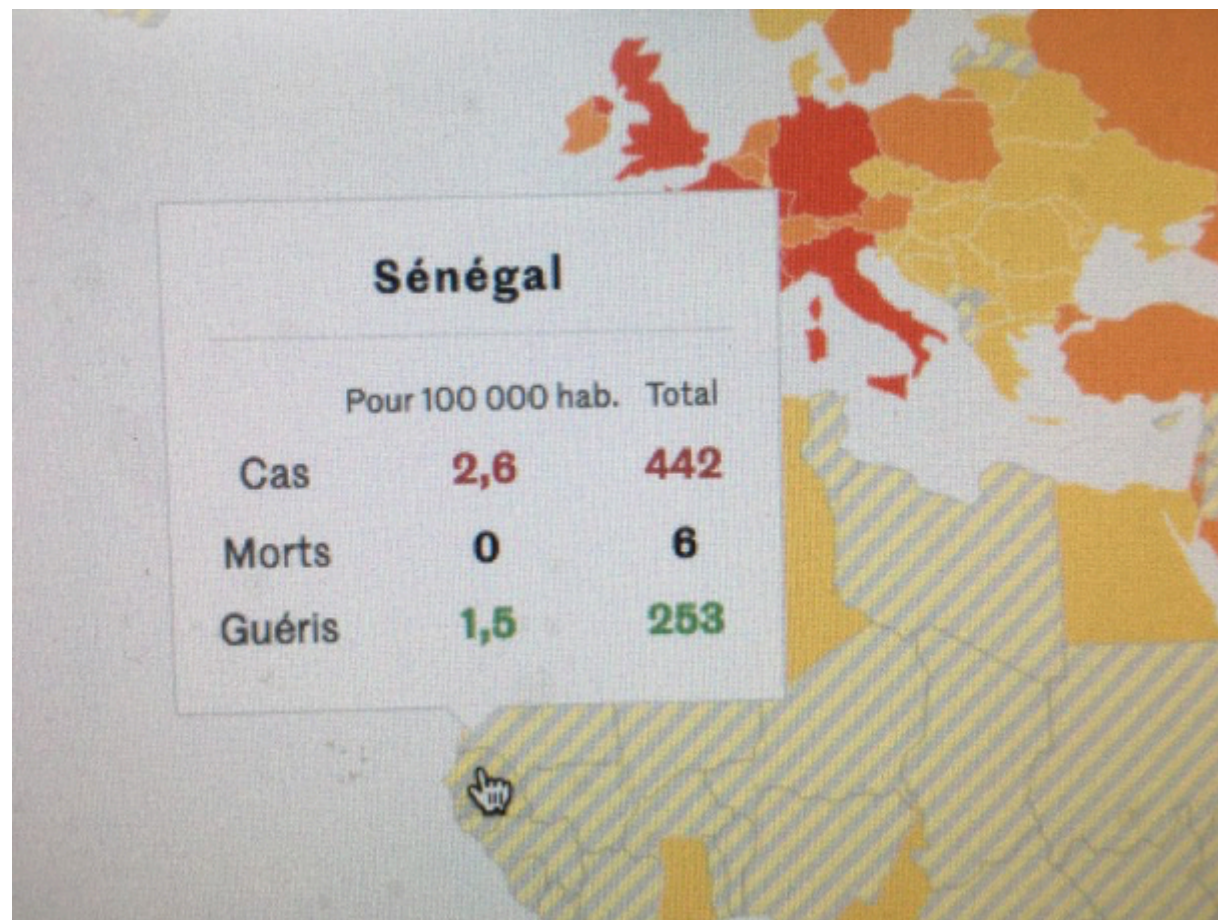 Sénégal
Pour 100 000 hab. Total
Cas 2,6 442
Morts 0 6
Guéris 1,5 253